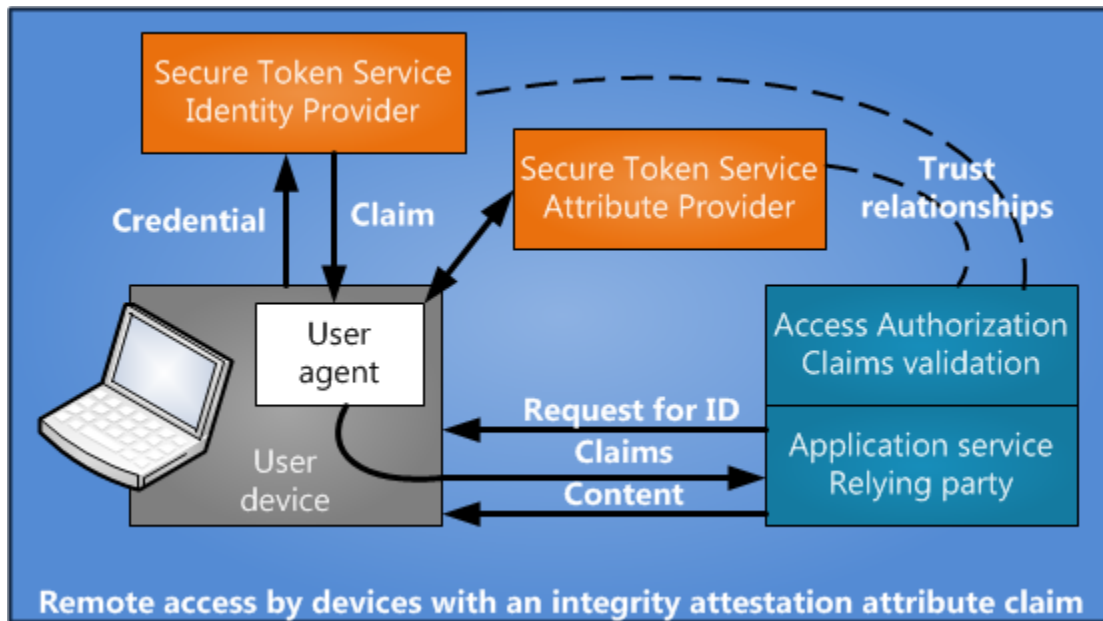 Secure Token Service
Identity Provider
Secure Token Service
Attribute Provider
Trust
relationships
Credential
Claim
User
agent
Access Authorization
Claims validation
Request for ID
Claims
Content
Application service
Relying party
User
device
Remote access by devices with an integrity attestation attribute claim